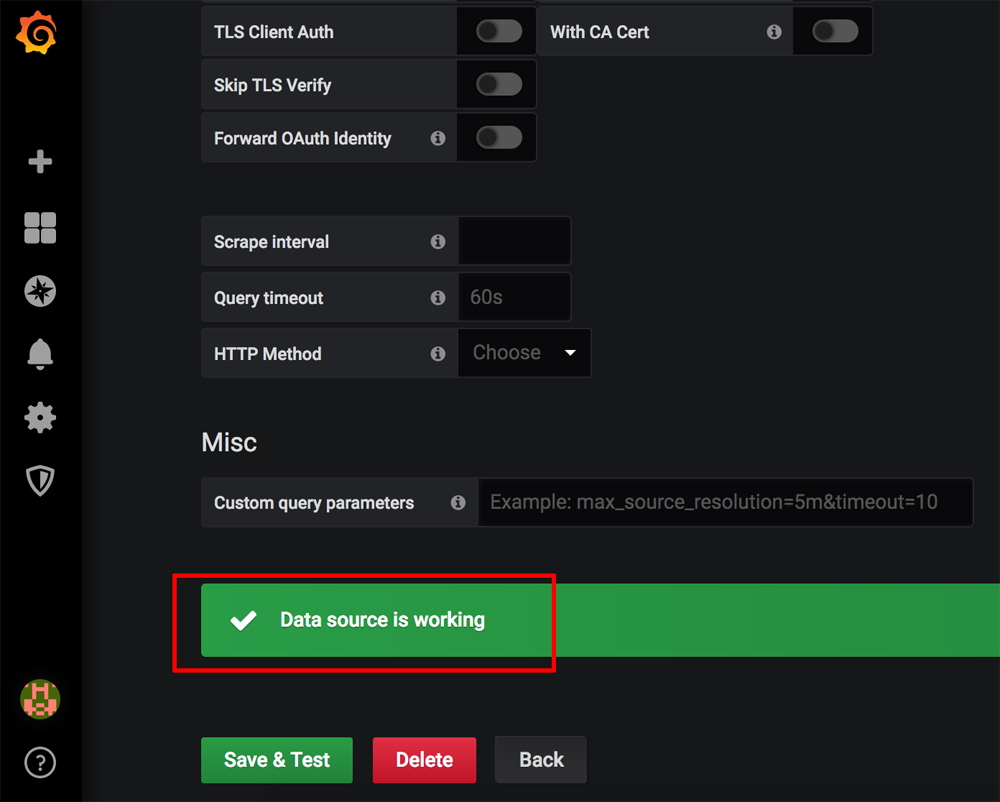 TLS Client Auth With CA Cert
Skip TLS Verify
Forward OAuth Identity
Scrape interval
Query timeout 60s
HTTP Method Choose
Misc
Custom query parameters Example: max_source_resolution=5m&timeout=10
Data source is working
Save & Test Delete Back